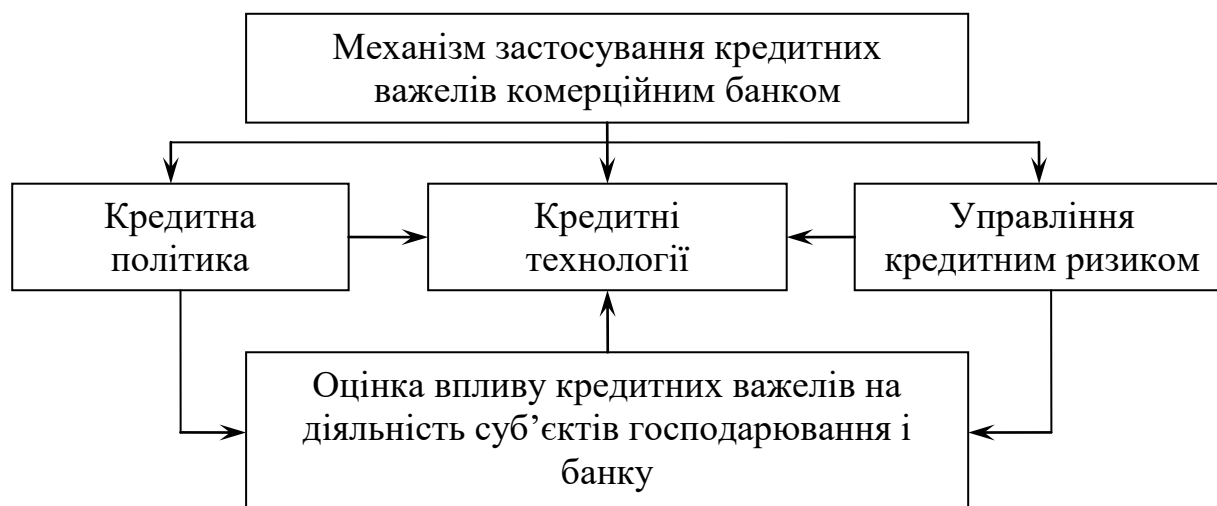 Механізм застосування кредитних
важелів комерційним банком
Кредитна
політика
Кредитні
технології
Управління
кредитним ризиком
Оцінка впливу кредитних важелів на
діяльність суб’єктів господарювання і
банку